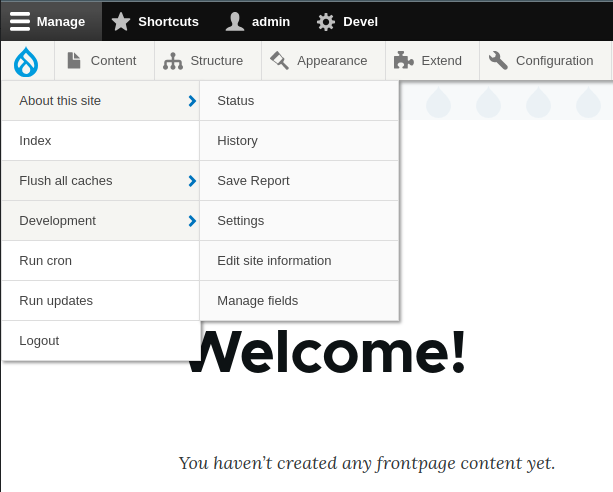 Manage Shortcuts admin Devel
Content Structure Appearance Extend Configuration
About this site
Index
Flush all caches
Development
Run cron
Run updates
Logout
Status
History
Save Report
Settings
Edit site information
Manage fields
Welcome!
You haven’t created any frontpage content yet.